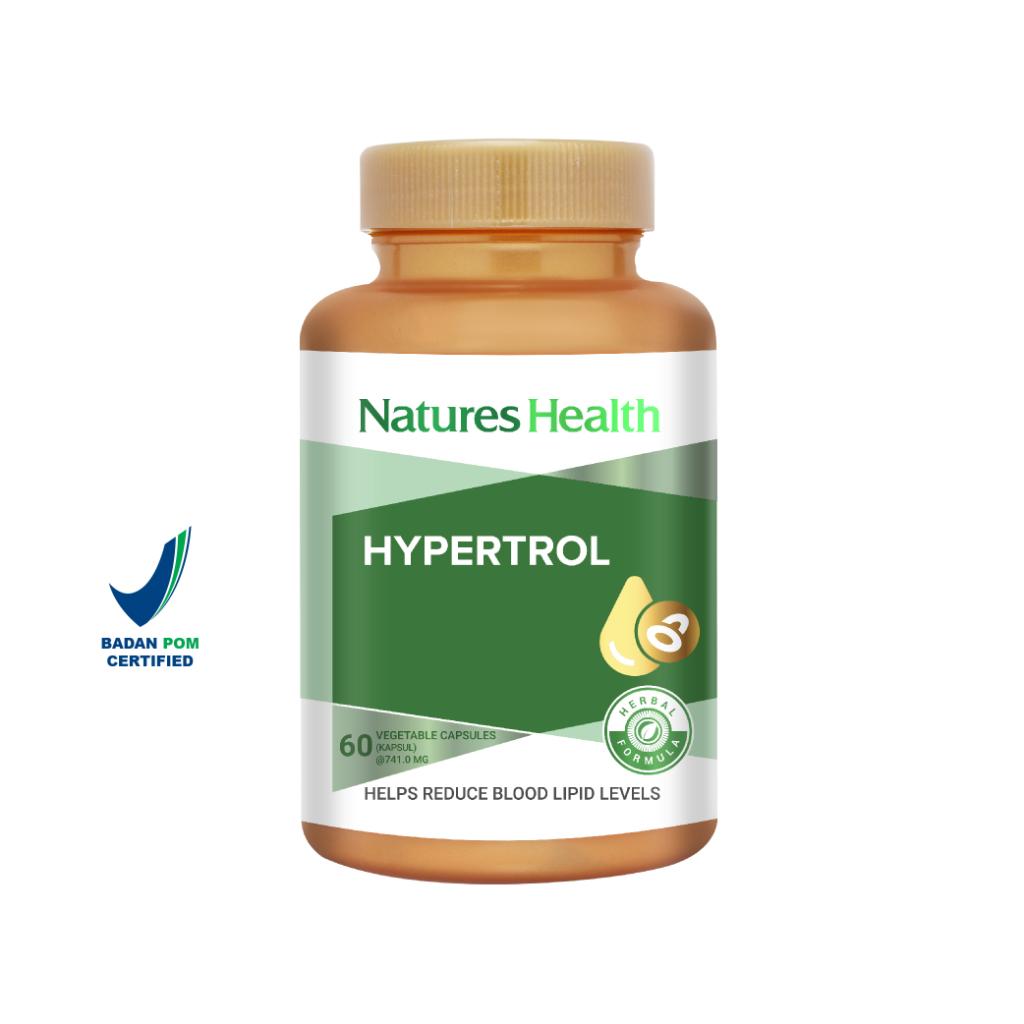 Natures Health
HYPERTROL
HERBAL
FORMULA
60 VEGETABLE CAPSULES
(KAPSUL)
@741.0 MG
HELPS REDUCE BLOOD LIPID LEVELS
BADAN POM
CERTIFIED